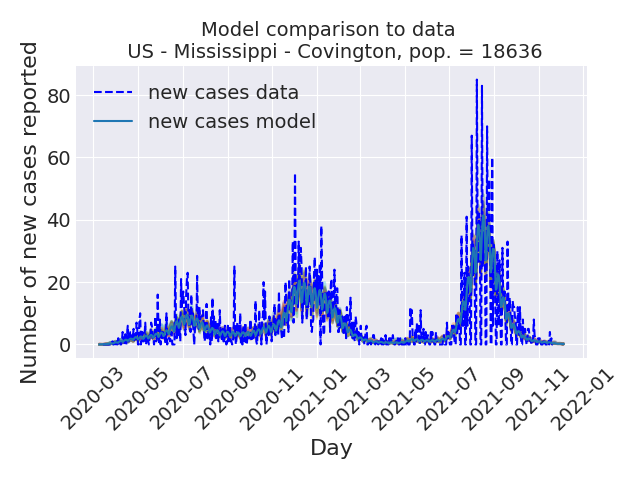 Model comparison to data
US - Mississippi - Covington, pop. = 18636
Number of new cases reported
80
60
40
20
0
new cases data
new cases model
2020-03
2020-05
2020-07
2020-09
2020-11
2021-01
2021-03
2021-05
2021-07
2021-09
2021-11
2022-01
Day